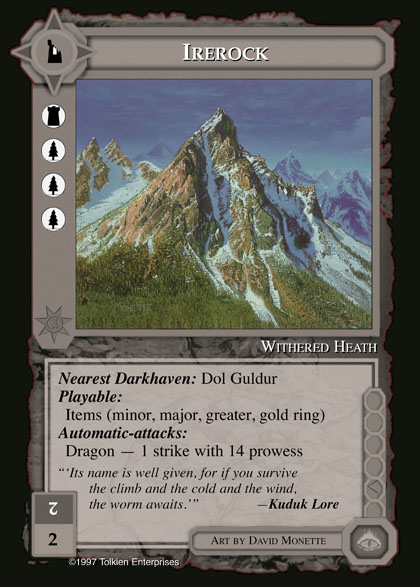 Irerock
Withered Heath
Nearest Darkhaven: Dol Guldur
Playable:
Items (minor, major, greater, gold ring)
Automatic-attacks:
Dragon — 1 strike with 14 prowess
“‘Its name is well given, for if you survive
the climb and the cold and the wind,
the worm awaits.’” —Kuduk Lore
2
2
Art by David Monette
©1997 Tolkien Enterprises